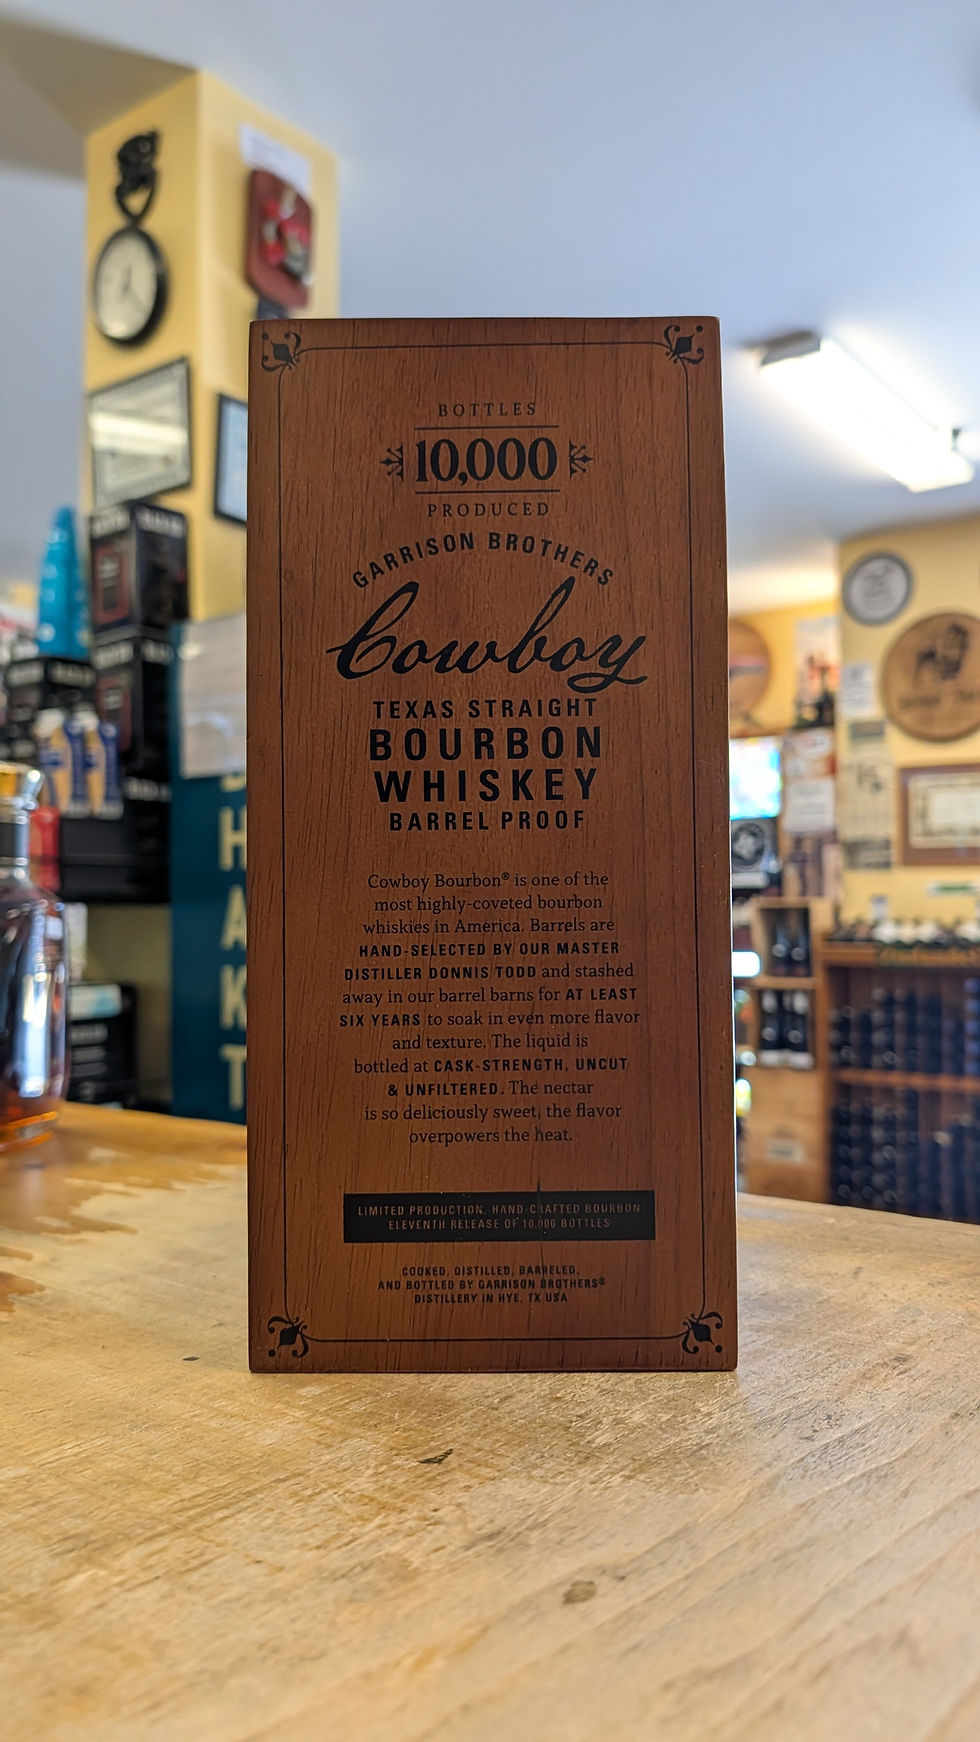 BOTTLES
10,000
PRODUCED
GARRISON BROTHERS
Cowboy
TEXAS STRAIGHT
BOURBON
WHISKEY
BARREL PROOF
Cowboy Bourbon® is one of the
most highly-coveted bourbon
whiskies in America. Barrels are
HAND-SELECTED BY OUR MASTER
DISTILLER DONNIS TODD and stashed
away in our barrel barns for AT LEAST
SIX YEARS to soak in even more flavor
and texture. The liquid is
bottled at CASK-STRENGTH, UNCUT
& UNFILTERED. The nectar
is so deliciously sweet, the flavor
overpowers the heat.
LIMITED PRODUCTION, HAND-CRAFTED BOURBON
ELEVENTH RELEASE OF 10,000 BOTTLES
COOKED, DISTILLED, BARRELED,
AND BOTTLED BY GARRISON BROTHERS®
DISTILLERY IN HYE, TX USA